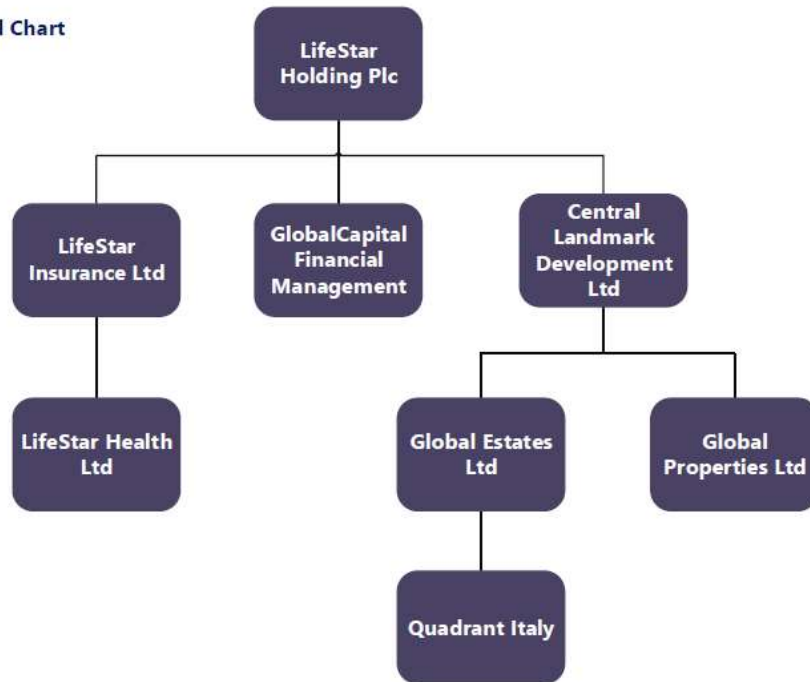 Chart
LifeStar
Holding Plc
LifeStar
Insurance Ltd
GlobalCapital
Financial
Management
Central
Landmark
Development
Ltd
LifeStar Health
Ltd
Global Estates
Ltd
Global
Properties Ltd
Quadrant Italy